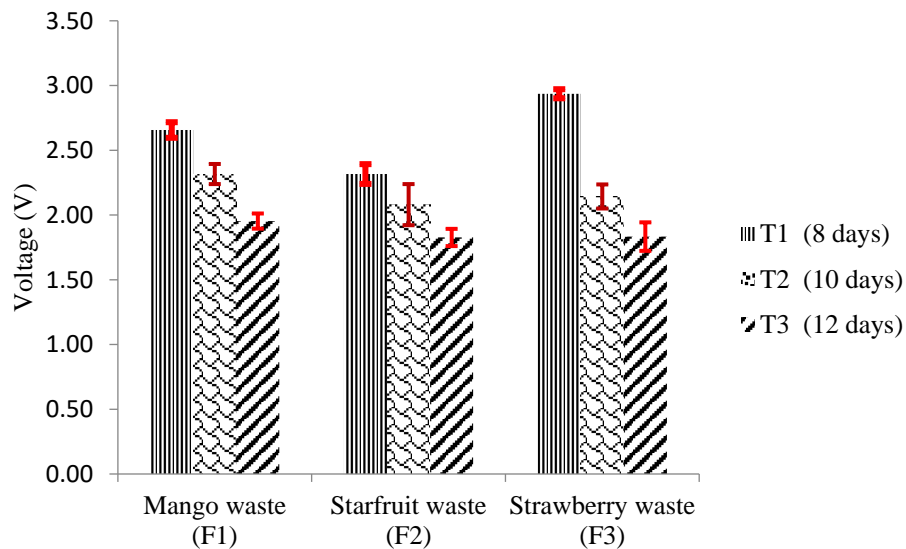 3.50
3.00
2.50
2.00
1.50
1.00
0.50
0.00
Voltage (V)
Mango waste
(F1)
Starfruit waste
(F2)
Strawberry waste
(F3)
T1 (8 days)
T2 (10 days)
T3 (12 days)